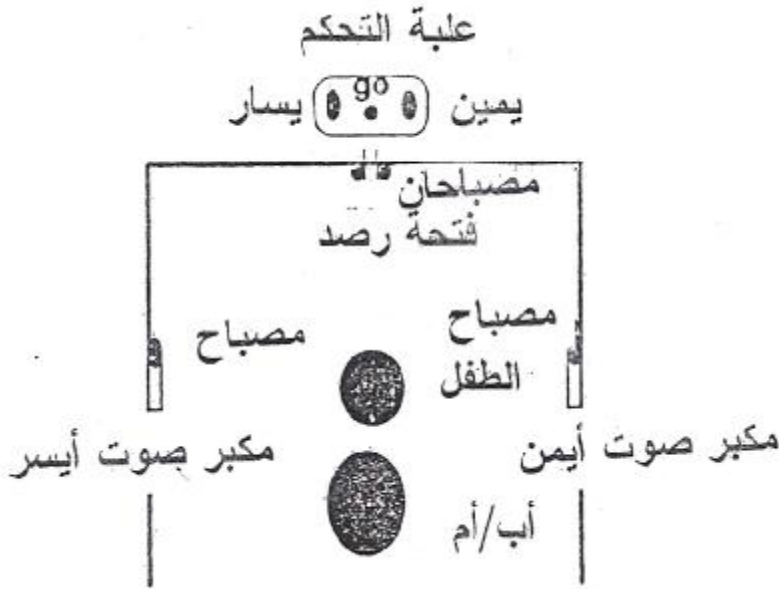 علبة التحكم
يمين go يسار
مصباحان
فتحة رصد
مصباح مصباح
الطفل
مكبر صوت أيمن مكبر صوت أيسر
أب/أم